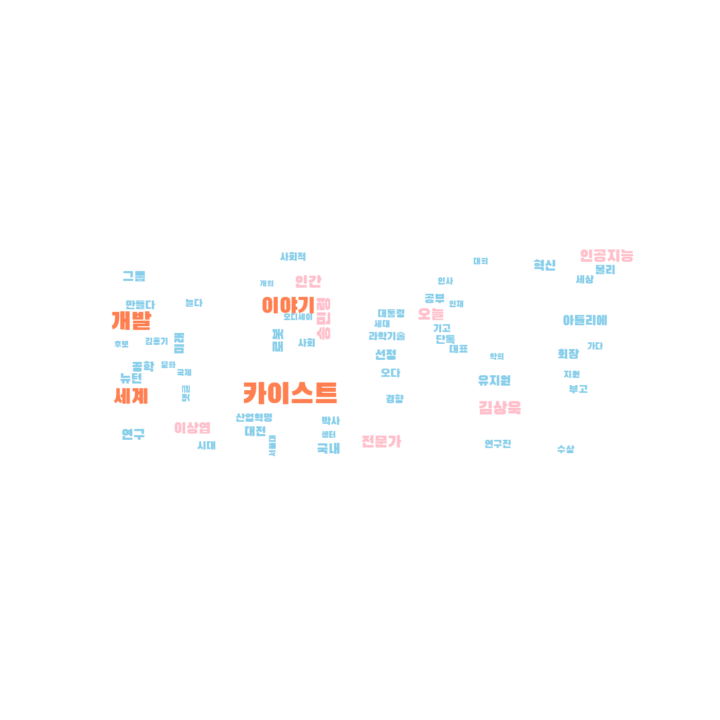 사회적
인공지능
대의
혁신
물리
그룹
세상
인사
개의
인간
공부
인재
늘다
만들다
이야기
대통령
오늘
아틀리에
오디세이
세대
개발
기고
과학기술
단독
사회
김용기
후보
대표
가다
선정
학의
회장
공학
국제
오다
지원
뉴턴
유지원
부고
세계
카이스트
경향
김상욱
산업혁명
박사
이상엽
대전
연구
센터
전문가
연구진
시대
국내
수상